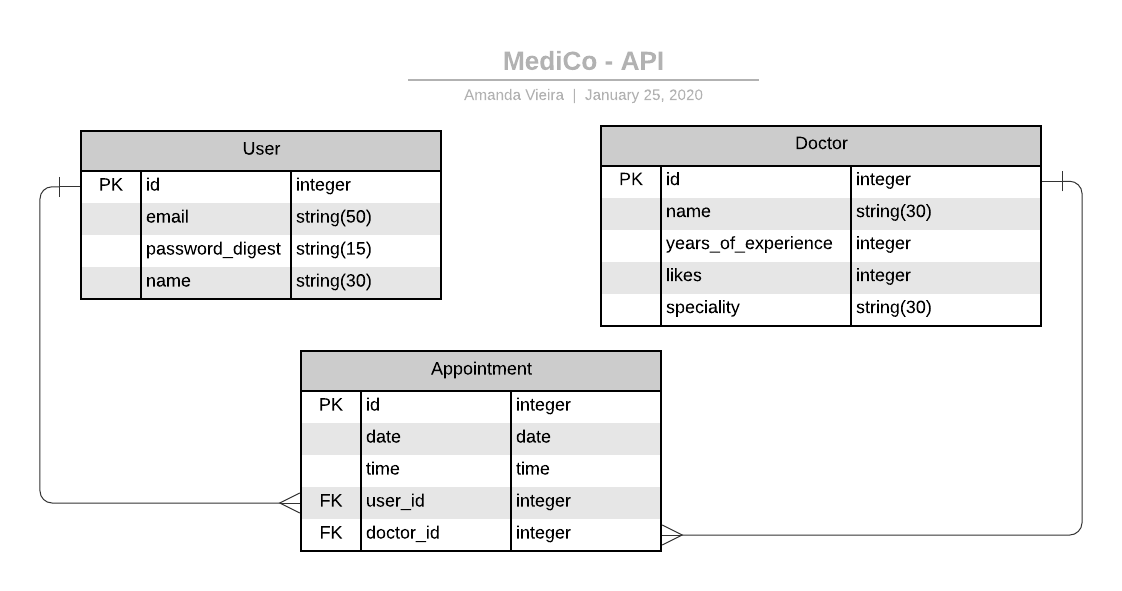 MediCo - API
Amanda Vieira | January 25, 2020
User
PK id integer
email string(50)
password_digest string(15)
name string(30)
Doctor
PK id integer
name string(30)
years_of_experience integer
likes integer
speciality string(30)
Appointment
PK id integer
date date
time time
FK user_id integer
FK doctor_id integer